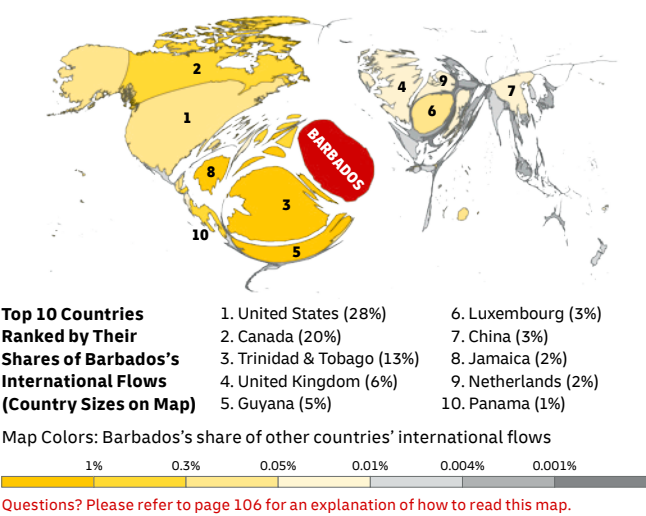 2
1
4
9
6
7
BARBADOS
8
3
10
5
Top 10 Countries
Ranked by Their
Shares of Barbados's
International Flows
(Country Sizes on Map)
1. United States (28%)
2. Canada (20%)
3. Trinidad & Tobago (13%)
4. United Kingdom (6%)
5. Guyana (5%)
6. Luxembourg (3%)
7. China (3%)
8. Jamaica (2%)
9. Netherlands (2%)
10. Panama (1%)
Map Colors: Barbados's share of other countries' international flows
1% 0.3% 0.05% 0.01% 0.004% 0.001%
Questions? Please refer to page 106 for an explanation of how to read this map.